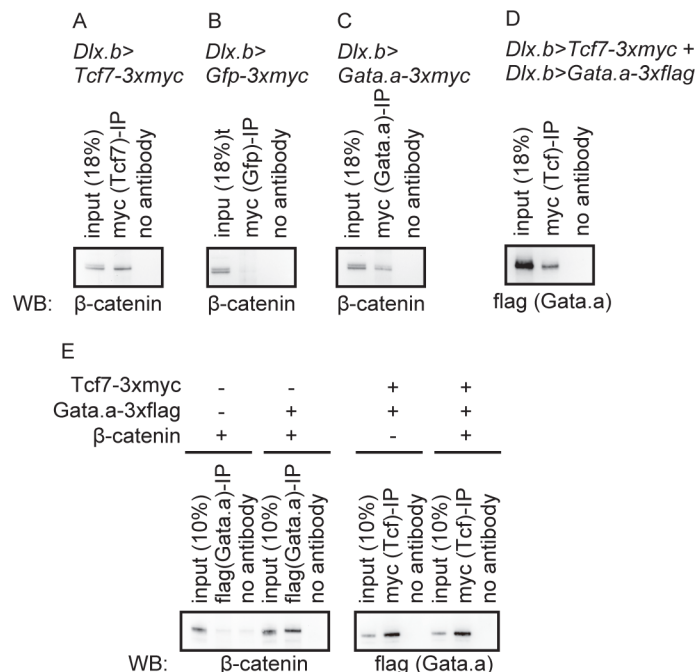 A
B
C
D
Dlx.b>
Tcf7-3xmyc
Dlx.b>
Gfp-3xmyc
Dlx.b>
Gata.a-3xmyc
Dlx.b>Tcf7-3xmyc +
Dlx.b>Gata.a-3xflag
input (18%)
myc (Tcf7)-IP
no antibody
inpu (18%)t
myc (Gfp)-IP
no antibody
input (18%)
myc (Gata.a)-IP
no antibody
input (18%)
myc (Tcf)-IP
no antibody
WB: β-catenin β-catenin β-catenin flag (Gata.a)
E
Tcf7-3xmyc - - + +
Gata.a-3xflag - + + +
β-catenin + + - +
input (10%)
flag(Gata.a)-IP
no antibody
input (10%)
flag(Gata.a)-IP
no antibody
input (10%)
myc (Tcf)-IP
no antibody
input (10%)
myc (Tcf)-IP
no antibody
WB: β-catenin flag (Gata.a)